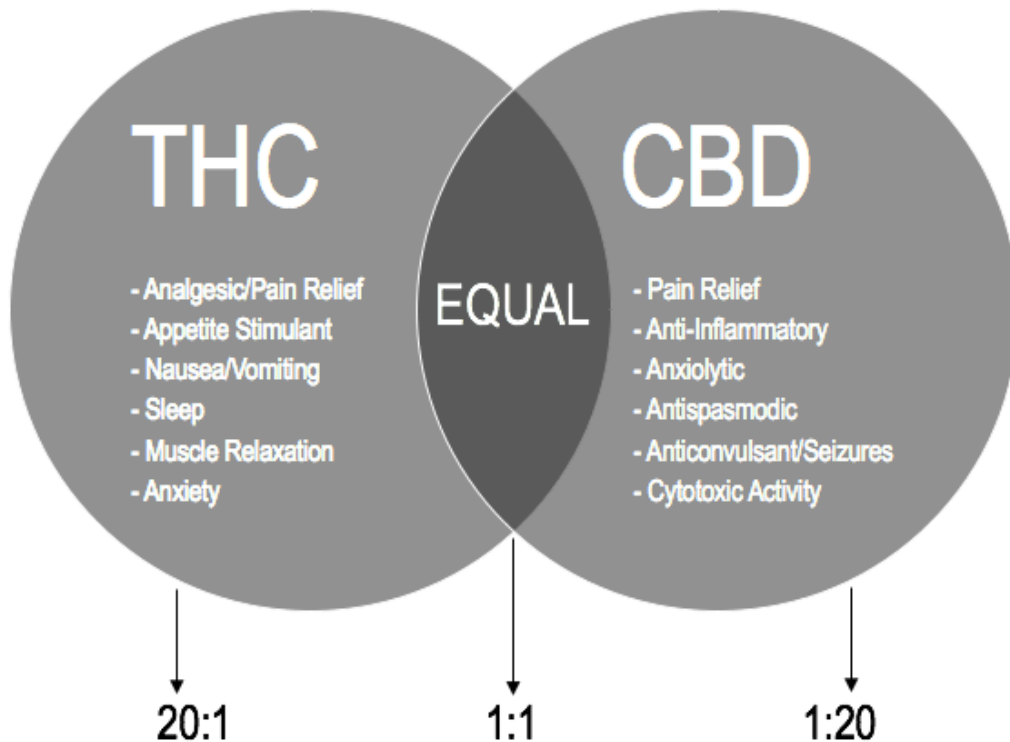 THC
- Analgesic/Pain Relief
- Appetite Stimulant
- Nausea/Vomiting
- Sleep
- Muscle Relaxation
- Anxiety
EQUAL
CBD
- Pain Relief
- Anti-Inflammatory
- Anxiolytic
- Antispasmodic
- Anticonvulsant/Seizures
- Cytotoxic Activity
20:1
1:1
1:20